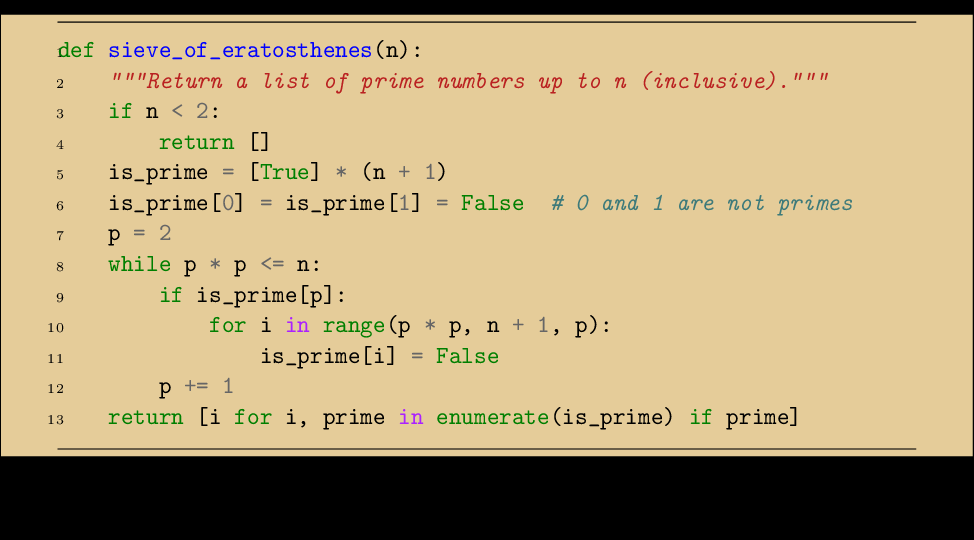 1 def sieve_of_eratosthenes(n):
2     """Return a list of prime numbers up to n (inclusive)."""
3     if n < 2:
4         return []
5     is_prime = [True] * (n + 1)
6     is_prime[0] = is_prime[1] = False  # 0 and 1 are not primes
7     p = 2
8     while p * p <= n:
9         if is_prime[p]:
10             for i in range(p * p, n + 1, p):
11                 is_prime[i] = False
12         p += 1
13     return [i for i, prime in enumerate(is_prime) if prime]